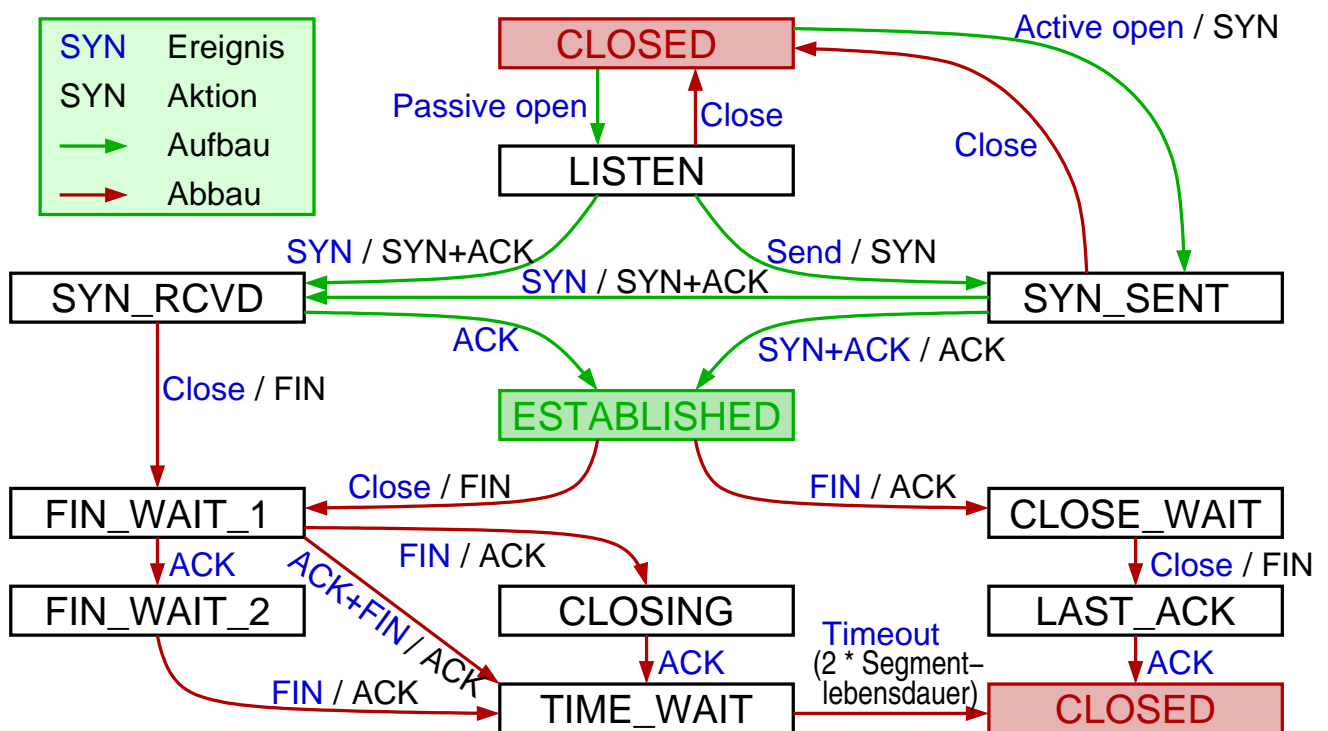 SYN Ereignis
SYN Aktion
Aufbau
Abbau
CLOSED
Active open / SYN
Passive open
Close
Close
LISTEN
SYN / SYN+ACK
Send / SYN
SYN / SYN+ACK
SYN_RCVD
SYN_SENT
ACK
SYN+ACK / ACK
Close / FIN
ESTABLISHED
Close / FIN
FIN / ACK
FIN_WAIT_1
CLOSE_WAIT
FIN / ACK
ACK
ACK+FIN / ACK
Close / FIN
FIN_WAIT_2
CLOSING
LAST_ACK
Timeout
(2 * Segment–
lebensdauer)
ACK
ACK
FIN / ACK
TIME_WAIT
CLOSED